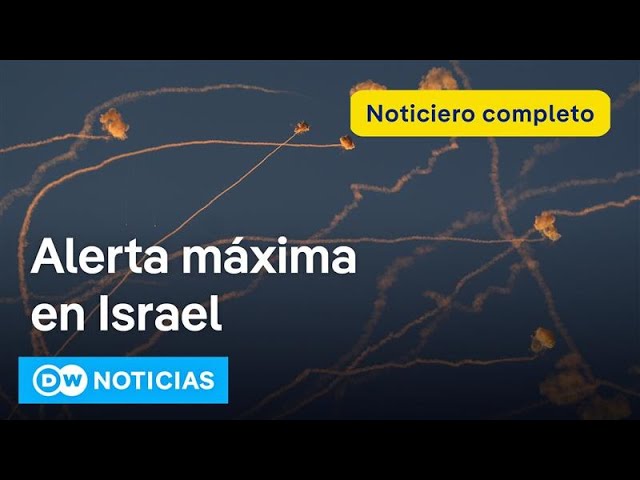 Noticiero completo
Alerta máxima
en Israel
DW NOTICIAS